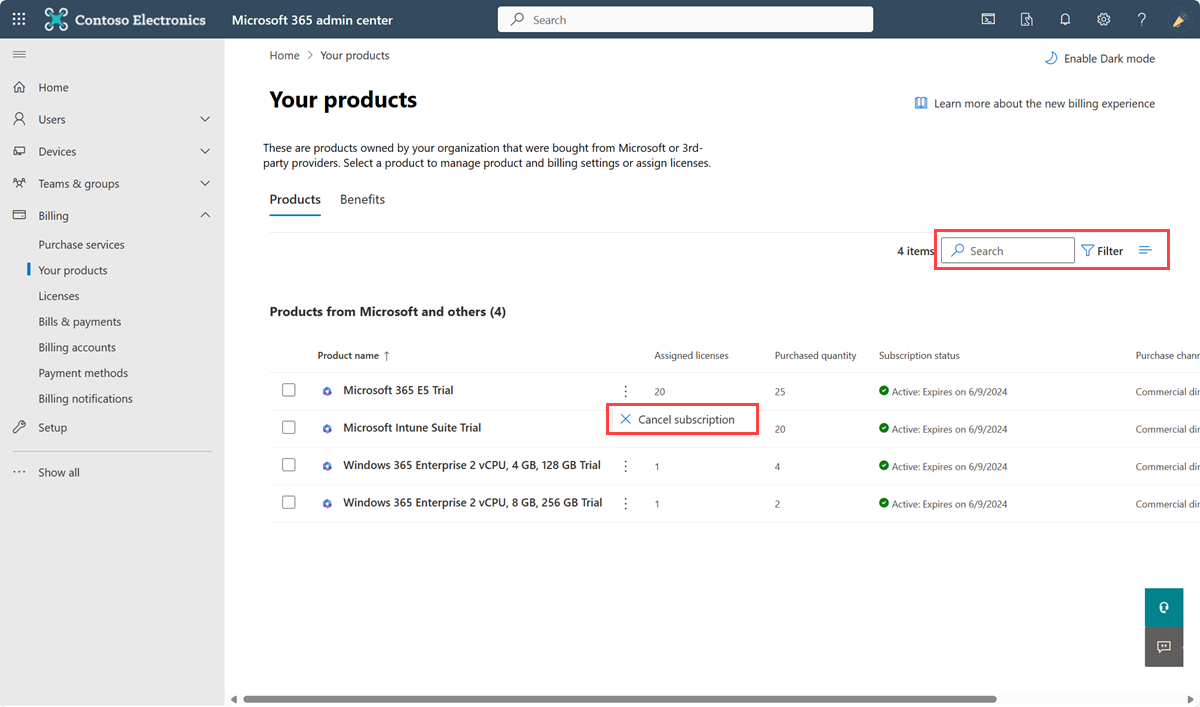 Contoso Electronics
Microsoft 365 admin center
Search
Home
Users
Devices
Teams & groups
Billing
Purchase services
Your products
Licenses
Bills & payments
Billing accounts
Payment methods
Billing notifications
Setup
Show all
Home > Your products
Enable Dark mode
Your products
Learn more about the new billing experience
These are products owned by your organization that were bought from Microsoft or 3rd-
party providers. Select a product to manage product and billing settings or assign licenses.
Products Benefits
4 items Search Filter
Products from Microsoft and others (4)
Product name ↑ Assigned licenses Purchased quantity Subscription status Purchase chann
Microsoft 365 E5 Trial 20 25 Active: Expires on 6/9/2024 Commercial dir
Cancel subscription
Microsoft Intune Suite Trial 20 Active: Expires on 6/9/2024 Commercial dir
Windows 365 Enterprise 2 vCPU, 4 GB, 128 GB Trial 1 4 Active: Expires on 6/9/2024 Commercial dir
Windows 365 Enterprise 2 vCPU, 8 GB, 256 GB Trial 1 2 Active: Expires on 6/9/2024 Commercial dir